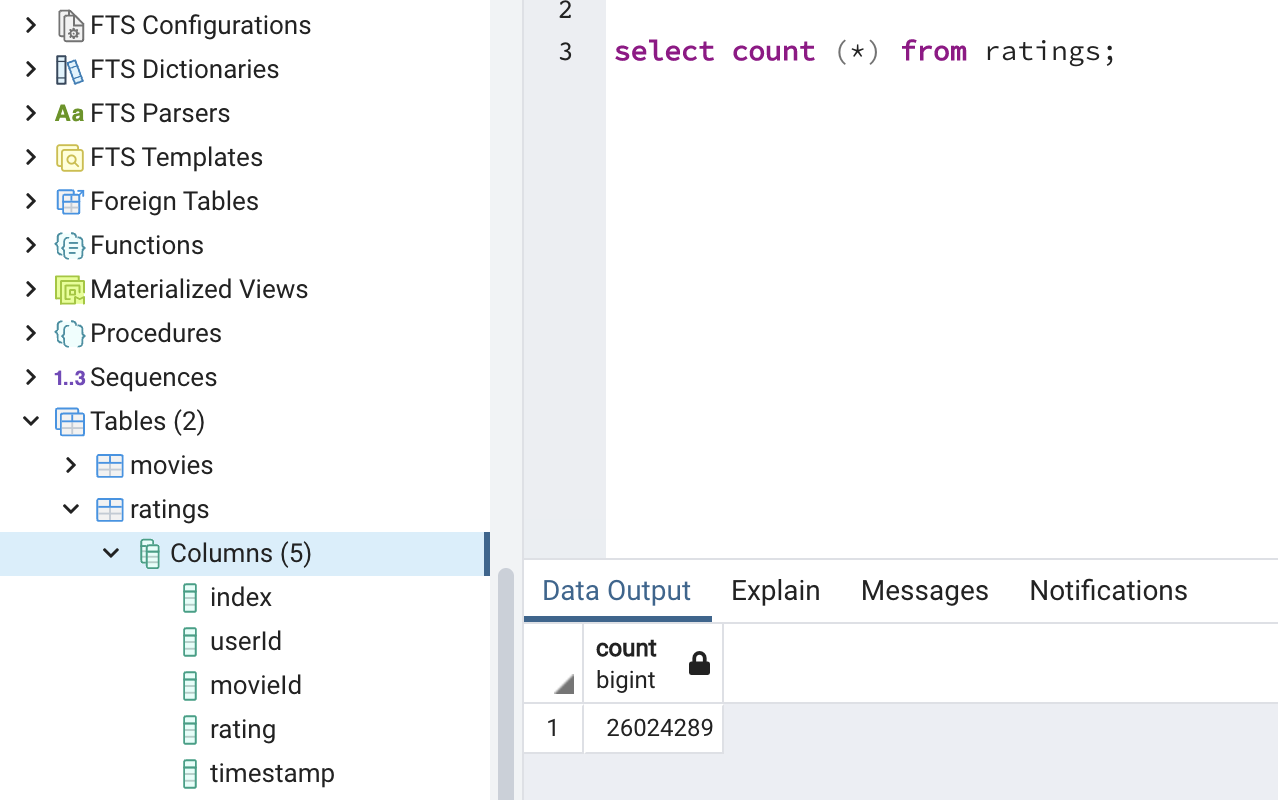 FTS Configurations
FTS Dictionaries
Aa FTS Parsers
FTS Templates
Foreign Tables
Functions
Materialized Views
Procedures
1..3 Sequences
Tables (2)
movies
ratings
Columns (5)
index
userId
movieId
rating
timestamp
2
3 select count (*) from ratings;
Data Output Explain Messages Notifications
count
bigint
1 26024289